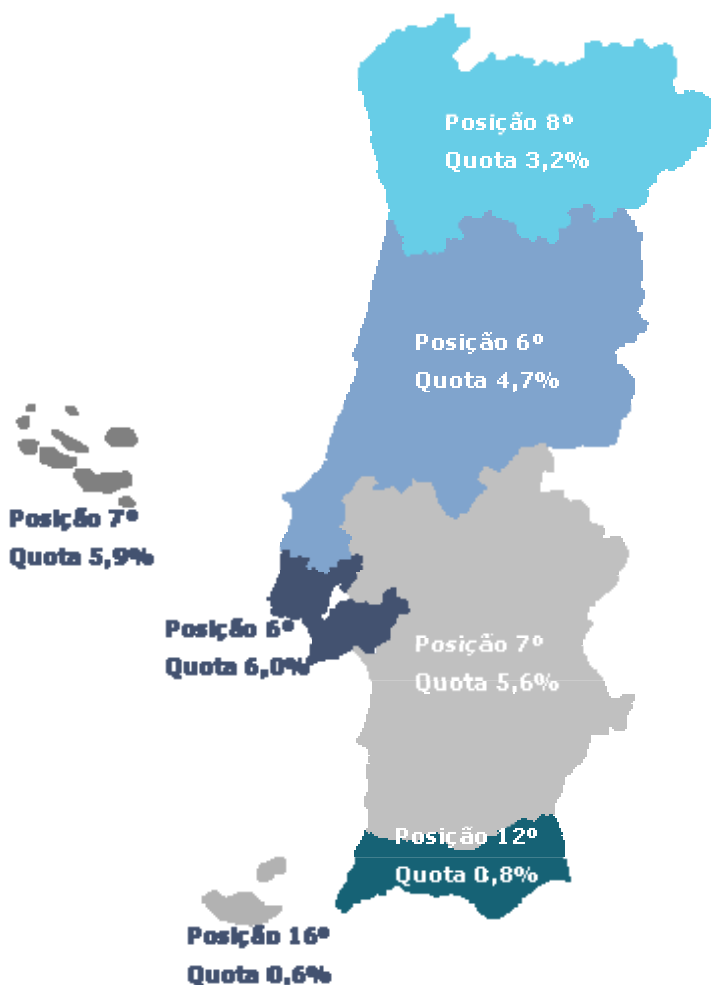 Posição 8º
Quota 3,2%
Posição 6º
Quota 4,7%
Posição 7º
Quota 5,9%
Posição 6º
Quota 6,0%
Posição 7º
Quota 5,6%
Posição 12º
Quota 0,8%
Posição 16º
Quota 0,6%